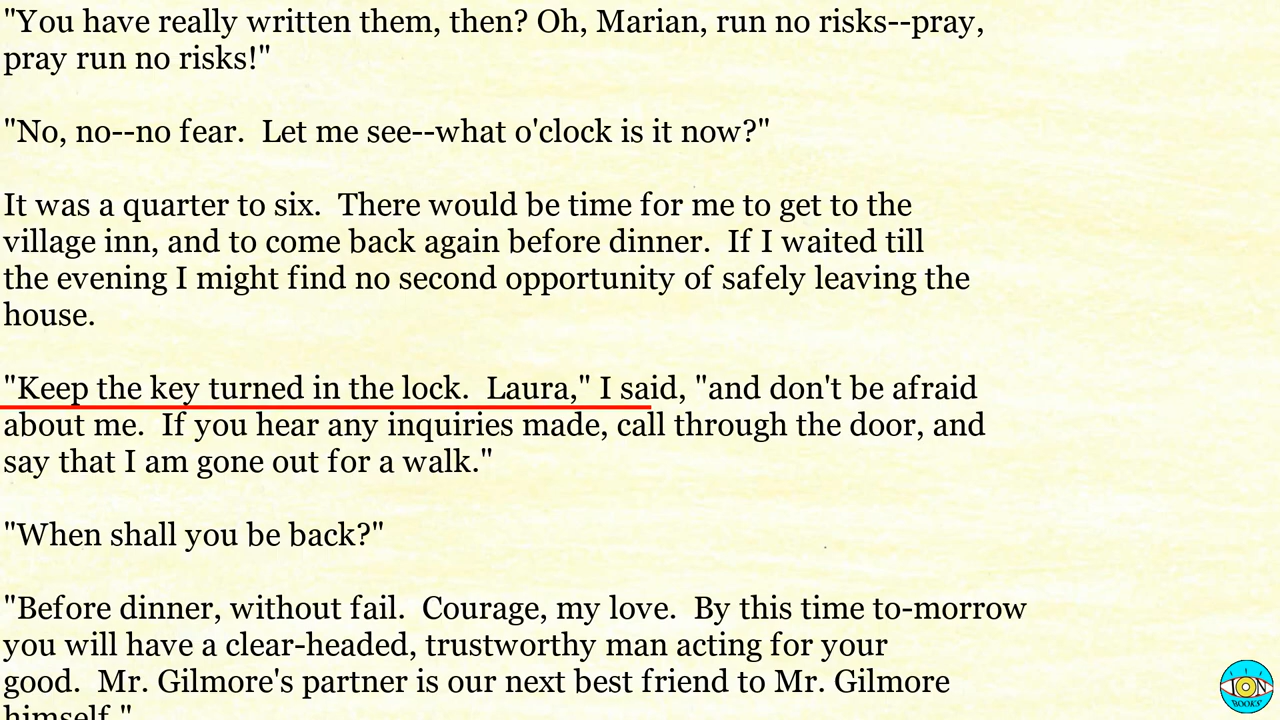 "You have really written them, then? Oh, Marian, run no risks--pray,
pray run no risks!"
"No, no--no fear.  Let me see--what o'clock is it now?"
It was a quarter to six.  There would be time for me to get to the
village inn, and to come back again before dinner.  If I waited till
the evening I might find no second opportunity of safely leaving the
house.
"Keep the key turned in the lock.  Laura," I said, "and don't be afraid
about me.  If you hear any inquiries made, call through the door, and
say that I am gone out for a walk."
"When shall you be back?"
"Before dinner, without fail.  Courage, my love.  By this time to-morrow
you will have a clear-headed, trustworthy man acting for your
good.  Mr. Gilmore's partner is our next best friend to Mr. Gilmore
himself."
ION
BOOKS